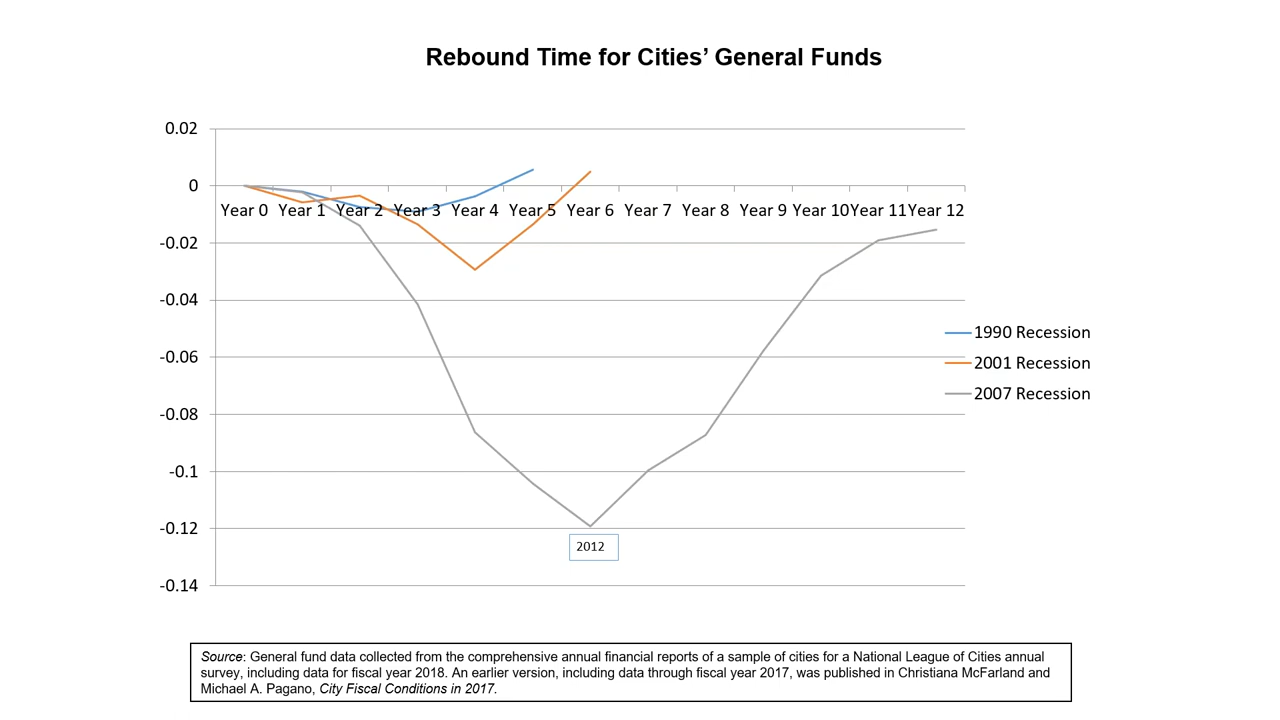 Rebound Time for Cities’ General Funds
0.02
0
Year 0 Year 1 Year 2 Year 3 Year 4 Year 5 Year 6 Year 7 Year 8 Year 9 Year 10 Year 11 Year 12
-0.02
-0.04
-0.06
-0.08
-0.1
-0.12
-0.14
1990 Recession
2001 Recession
2007 Recession
2012
Source: General fund data collected from the comprehensive annual financial reports of a sample of cities for a National League of Cities annual
survey, including data for fiscal year 2018. An earlier version, including data through fiscal year 2017, was published in Christiana McFarland and
Michael A. Pagano, City Fiscal Conditions in 2017.